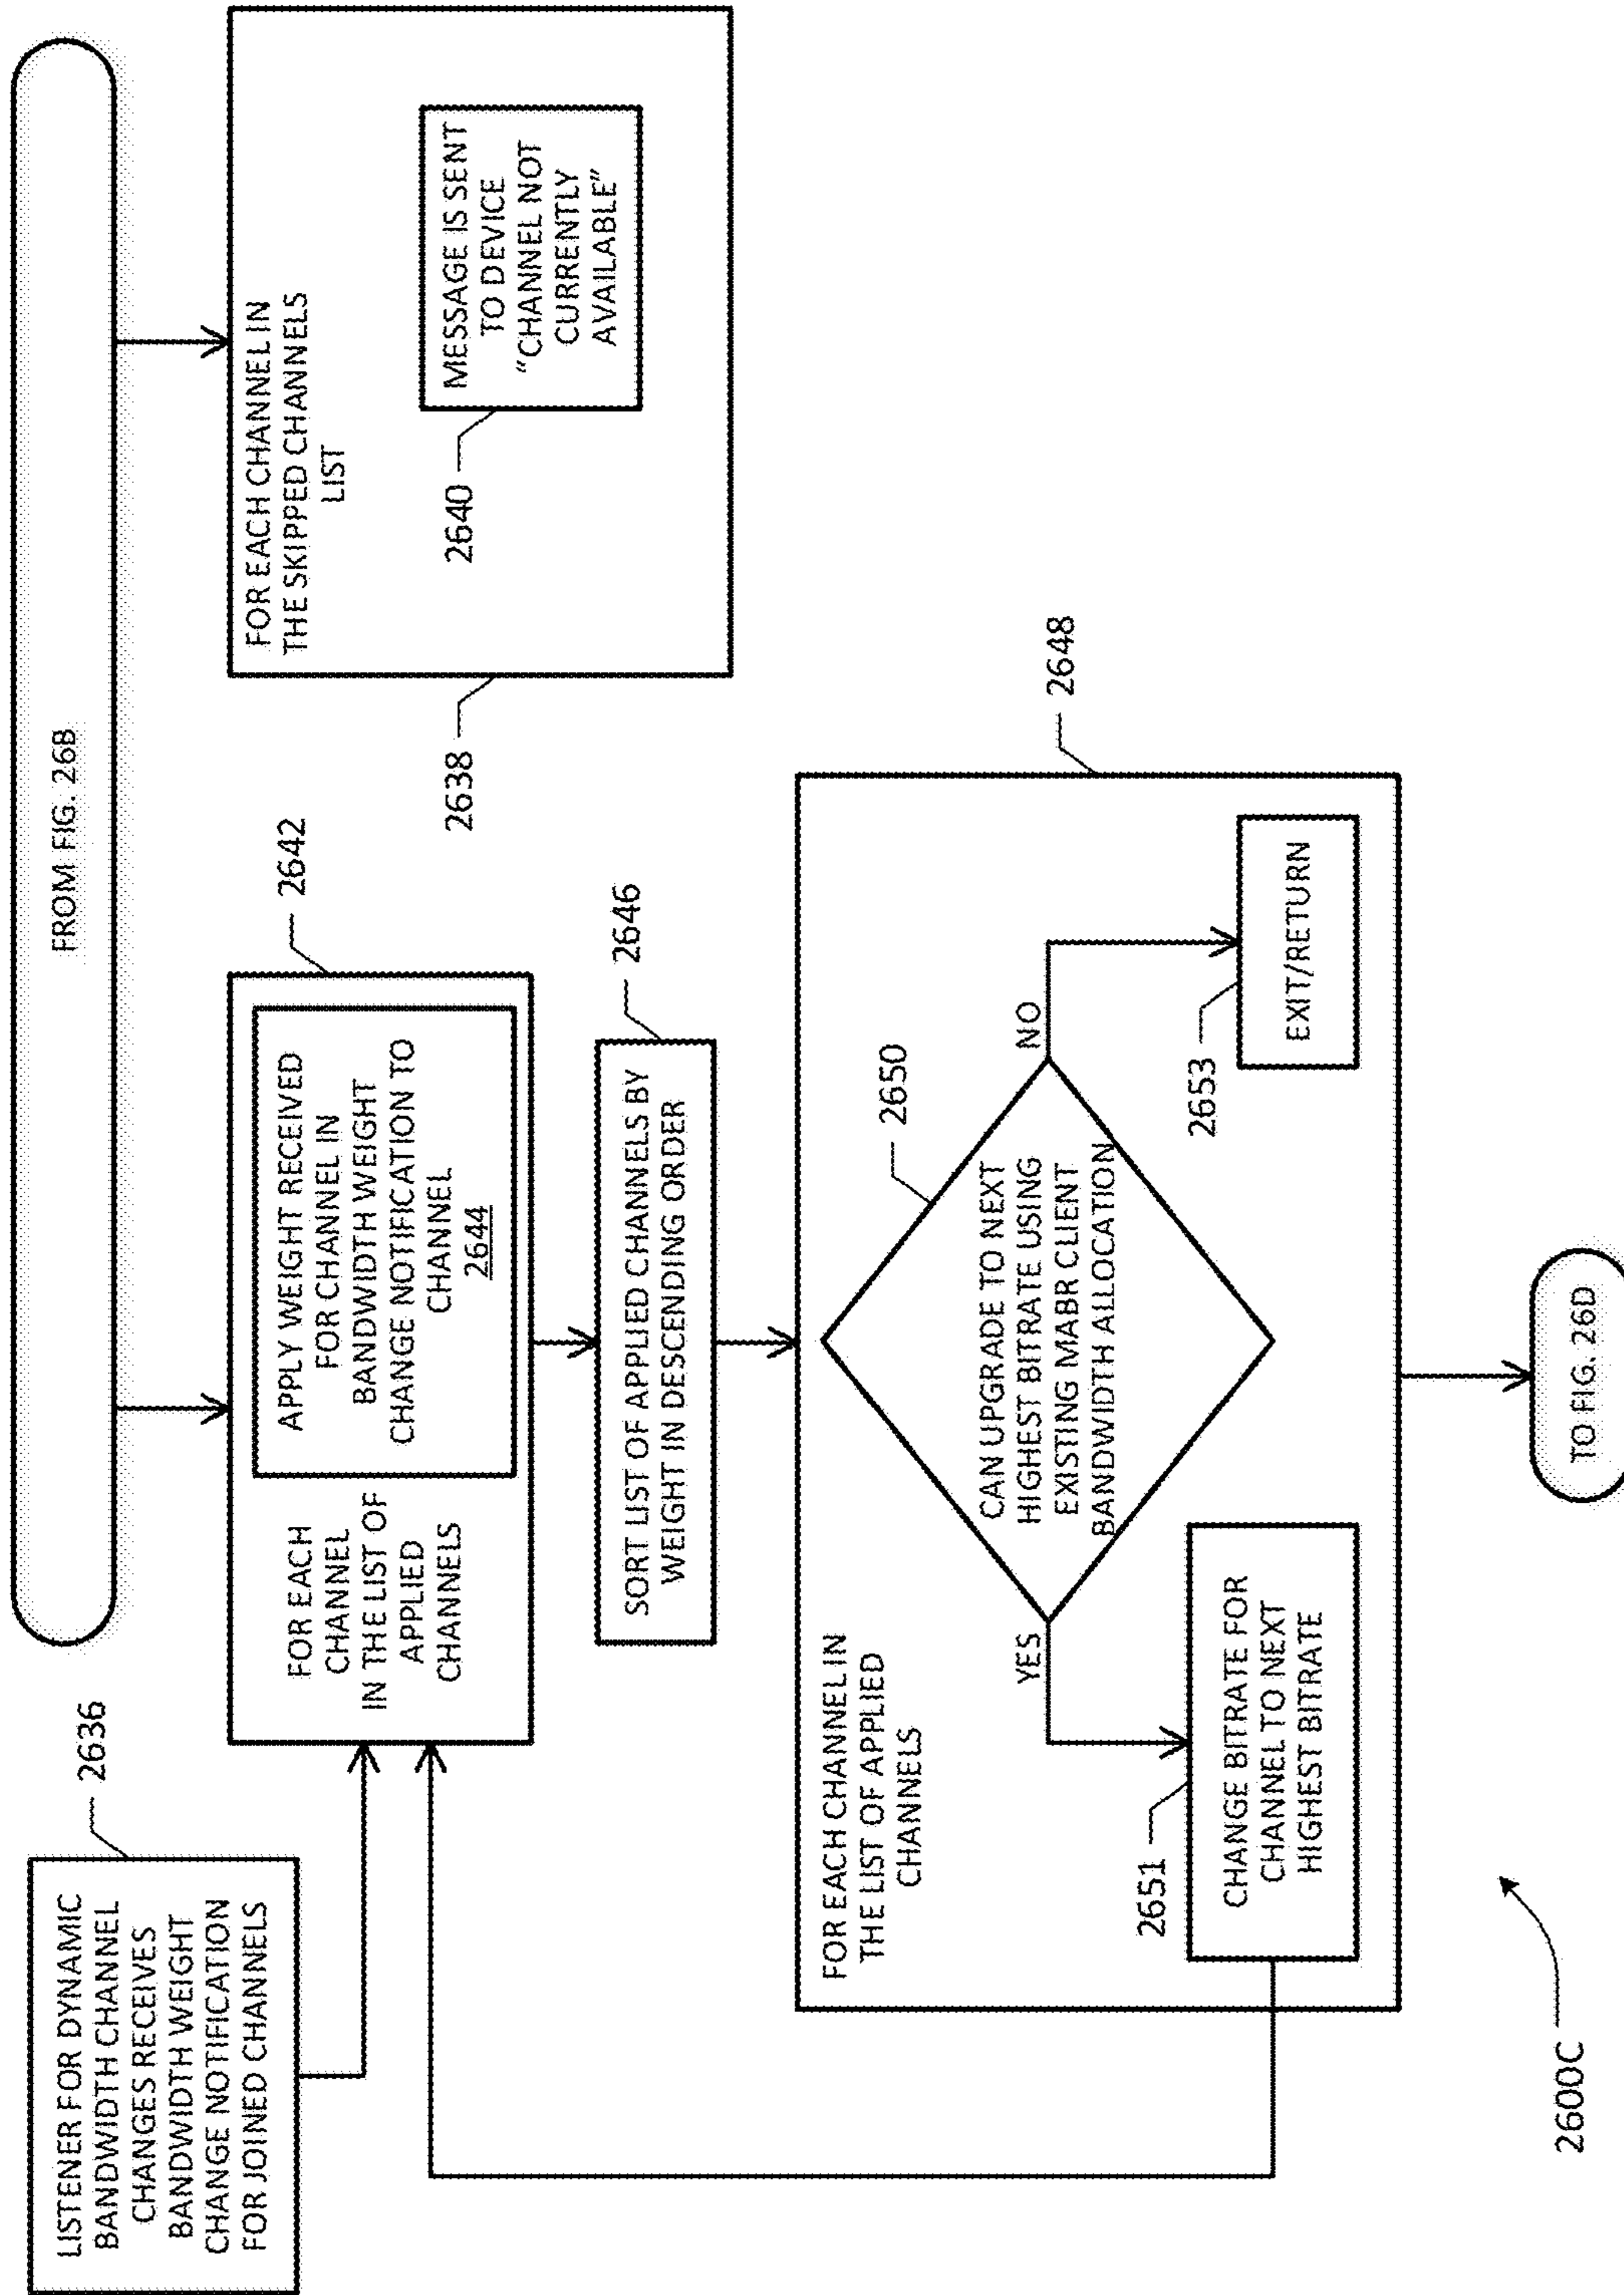 FROM FIG. 26B
LISTENER FOR DYNAMIC
BANDWIDTH CHANNEL
CHANGES RECEIVES
BANDWIDTH WEIGHT
CHANGE NOTIFICATION
FOR JOINED CHANNELS
2636
FOR EACH
CHANNEL
IN THE LIST OF
APPLIED
CHANNELS
APPLY WEIGHT RECEIVED
FOR CHANNEL IN
BANDWIDTH WEIGHT
CHANGE NOTIFICATION TO
CHANNEL
2644
2642
FOR EACH CHANNEL IN
THE SKIPPED CHANNELS
LIST
2638
MESSAGE IS SENT
TO DEVICE
“CHANNEL NOT
CURRENTLY
AVAILABLE”
2640
SORT LIST OF APPLIED CHANNELS BY
WEIGHT IN DESCENDING ORDER
2646
FOR EACH CHANNEL IN
THE LIST OF APPLIED
CHANNELS
2648
CAN UPGRADE TO NEXT
HIGHEST BITRATE USING
EXISTING MABR CLIENT
BANDWIDTH ALLOCATION
2650
YES
NO
2651
CHANGE BITRATE FOR
CHANNEL TO NEXT
HIGHEST BITRATE
2653
EXIT/RETURN
2600C
TO FIG. 26D